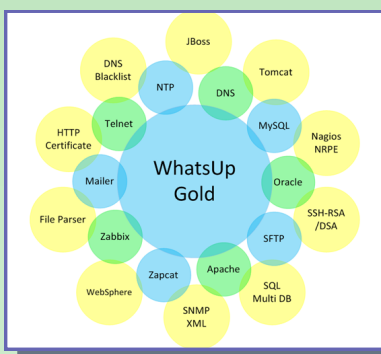 JBoss
DNS
Blacklist
NTP
DNS
Tomcat
HTTP
Certificate
Telnet
MySQL
Nagios
NRPE
WhatsUp
Gold
Mailer
Oracle
File Parser
Zabbix
SFTP
SSH-RSA
/DSA
WebSphere
Zapcat
Apache
SQL
Multi DB
SNMP
XML